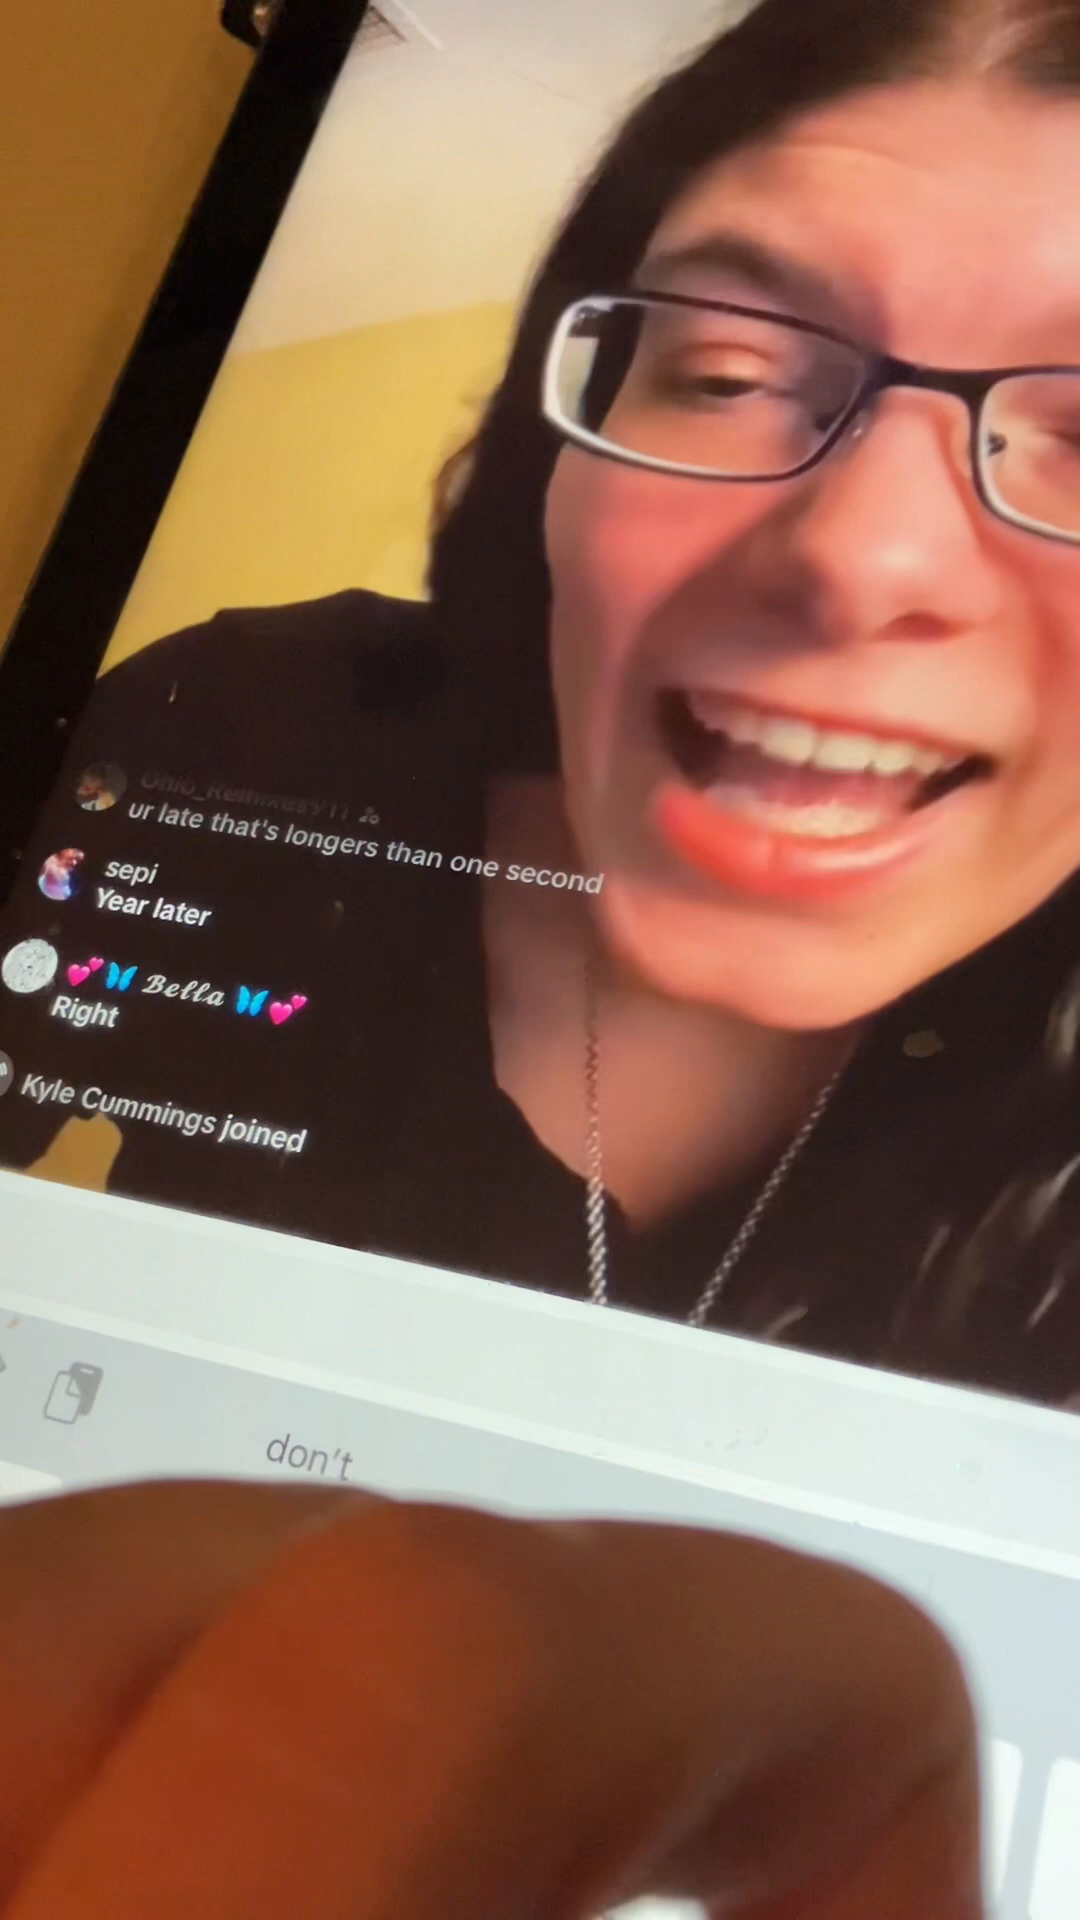 ur late that's longers than one second
sepi
Year later
💕🦋 𝓑𝓮𝓵𝓵𝓪 🦋💕
Right
Kyle Cummings joined
don't